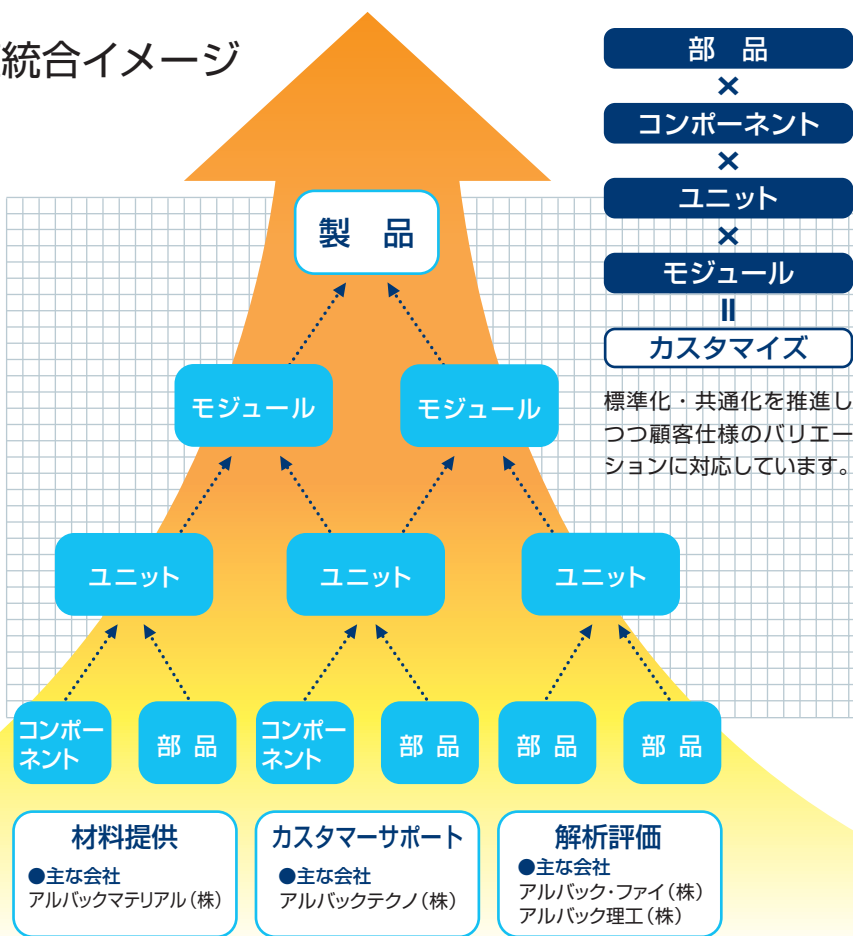 統合イメージ
部 品
×
コンポーネント
×
ユニット
×
モジュール
=
カスタマイズ
標準化・共通化を推進し
つつ顧客仕様のバリエー
ションに対応しています。
製 品
モジュール
モジュール
ユニット
ユニット
ユニット
コンポー
ネント
部 品
コンポー
ネント
部 品
部 品
部 品
材料提供
●主な会社
アルバックマテリアル(株)
カスタマーサポート
●主な会社
アルバックテクノ(株)
解析評価
●主な会社
アルバック・ファイ(株)
アルバック理工(株)